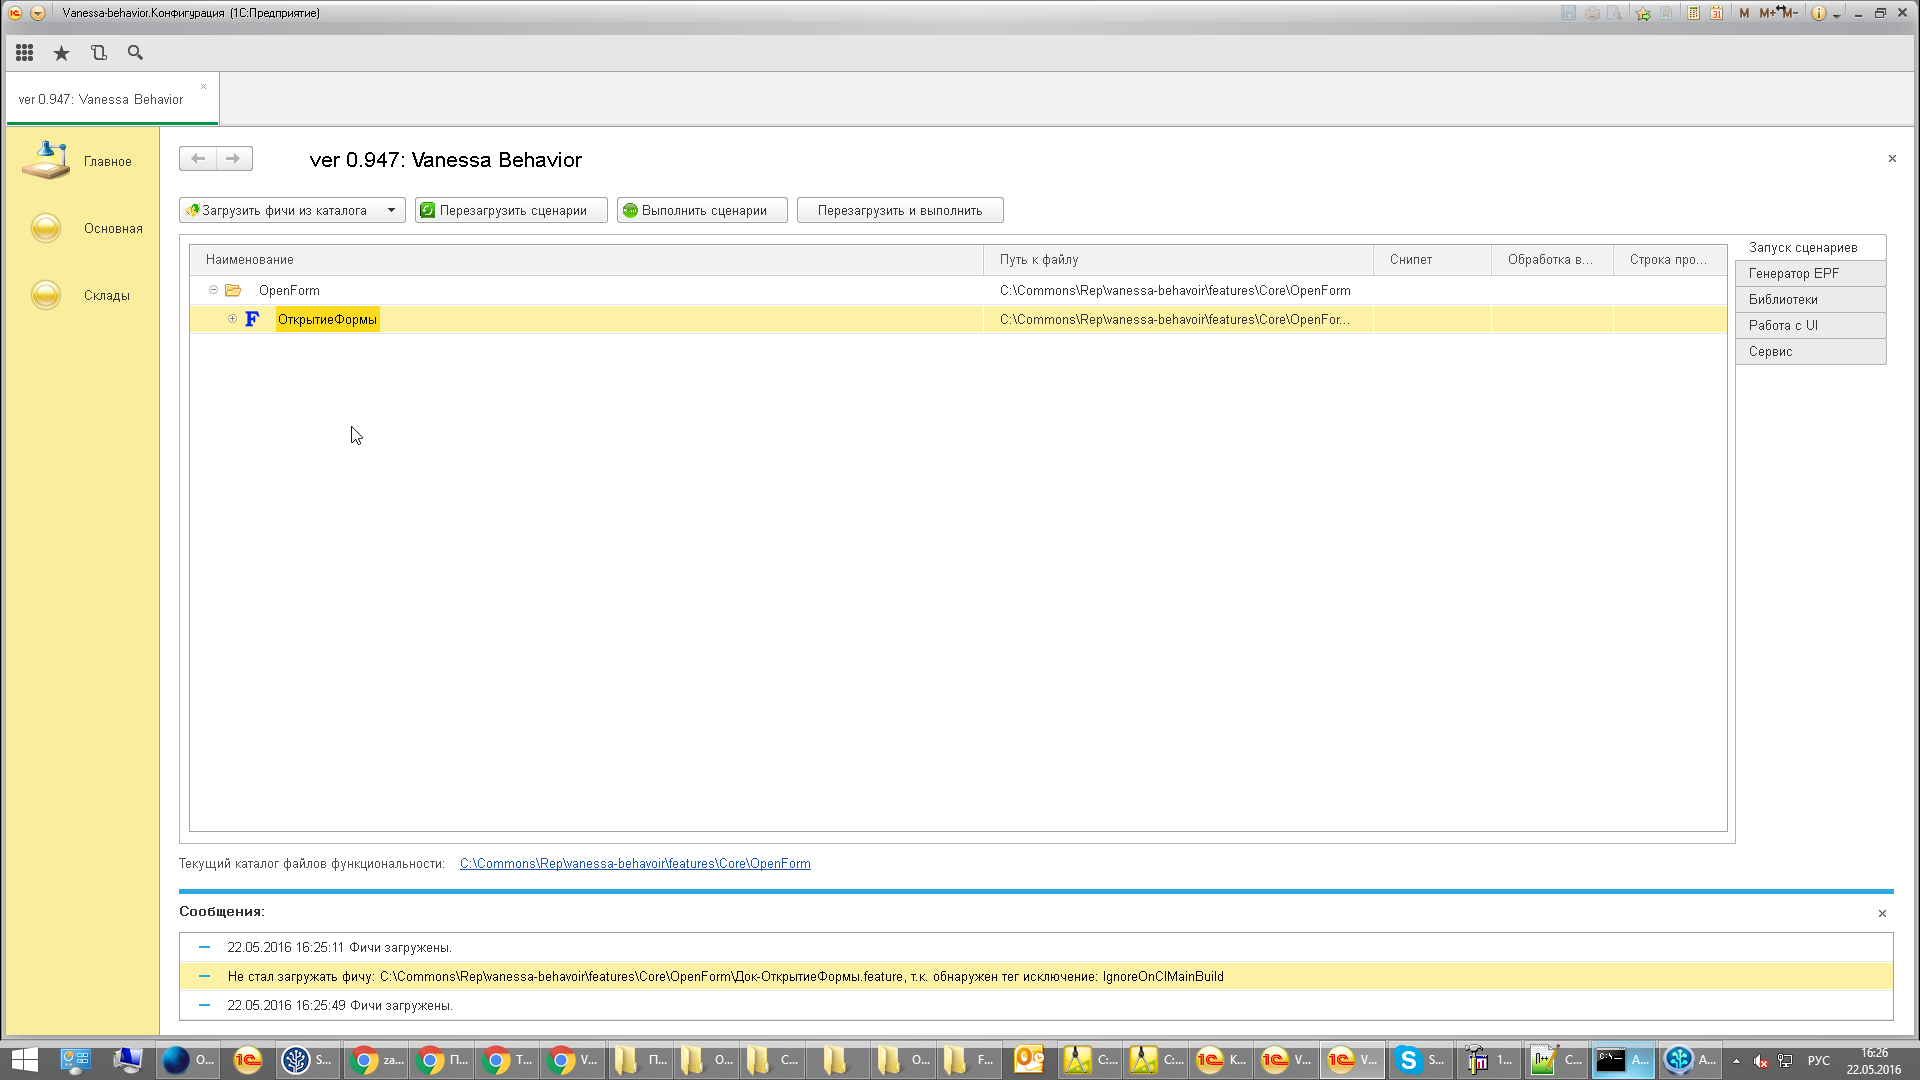 Vanessa-behavior.Конфигурация (1С:Предприятие)
M M+ M-
ver 0.947: Vanessa Behavior
Главное
Основная
Склады
ver 0.947: Vanessa Behavior
Загрузить фичи из каталога
Перезагрузить сценарии
Выполнить сценарии
Перезагрузить и выполнить
Наименование
Путь к файлу
Снипет
Обработка в...
Строка про...
OpenForm
C:\Commons\Rep\vanessa-behavoir\features\Core\OpenForm
F
ОткрытиеФормы
C:\Commons\Rep\vanessa-behavoir\features\Core\OpenFor...
Запуск сценариев
Генератор EPF
Библиотеки
Работа с UI
Сервис
Текущий каталог файлов функциональности: C:\Commons\Rep\vanessa-behavoir\features\Core\OpenForm
Сообщения:
22.05.2016 16:25:11 Фичи загружены.
Не стал загружать фичу: C:\Commons\Rep\vanessa-behavoir\features\Core\OpenForm\Док-ОткрытиеФормы.feature, т.к. обнаружен тег исключение: IgnoreOnCIMainBuild
22.05.2016 16:25:49 Фичи загружены.
O... S... za... П... T... V... П... O... C... O... F... C:... C:... K... V... V... S... 1... C... A... A...
РУС
16:26
22.05.2016